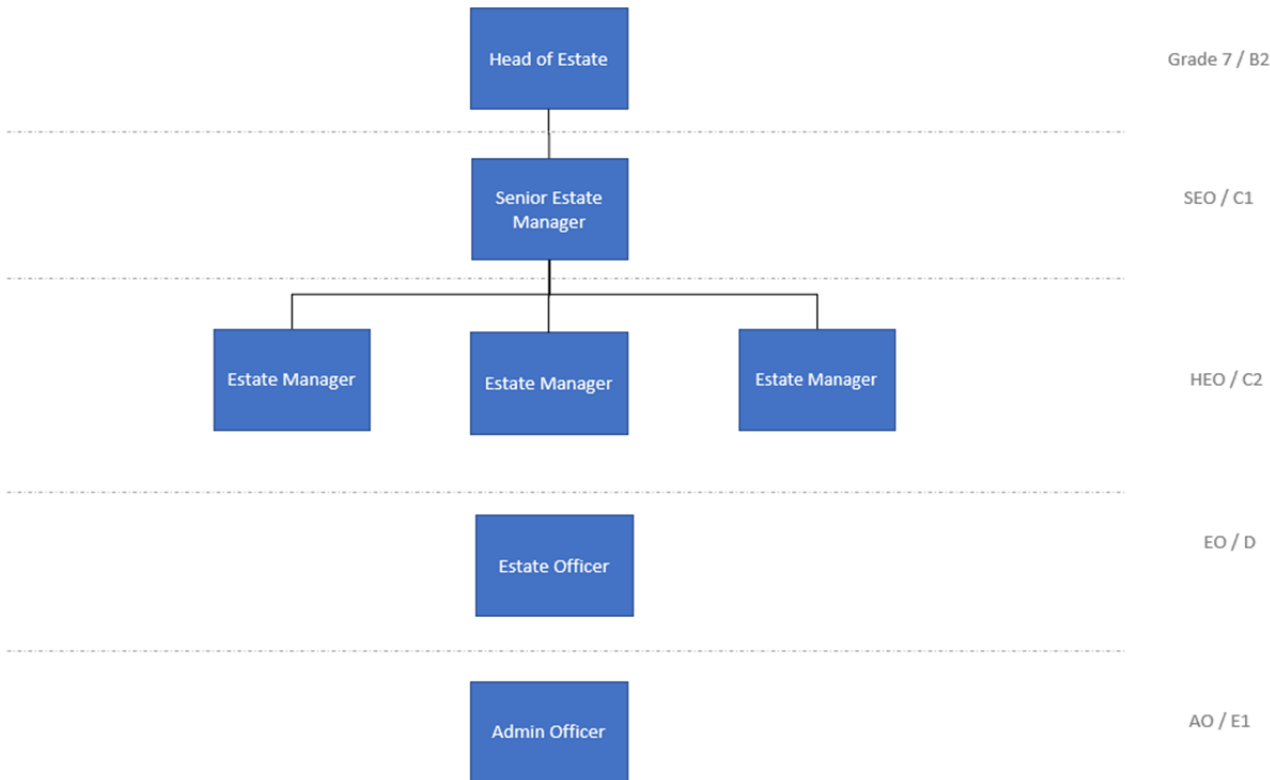 Head of Estate
Grade 7 / B2
Senior Estate
Manager
SEO / C1
Estate Manager
Estate Manager
Estate Manager
HEO / C2
Estate Officer
EO / D
Admin Officer
AO / E1